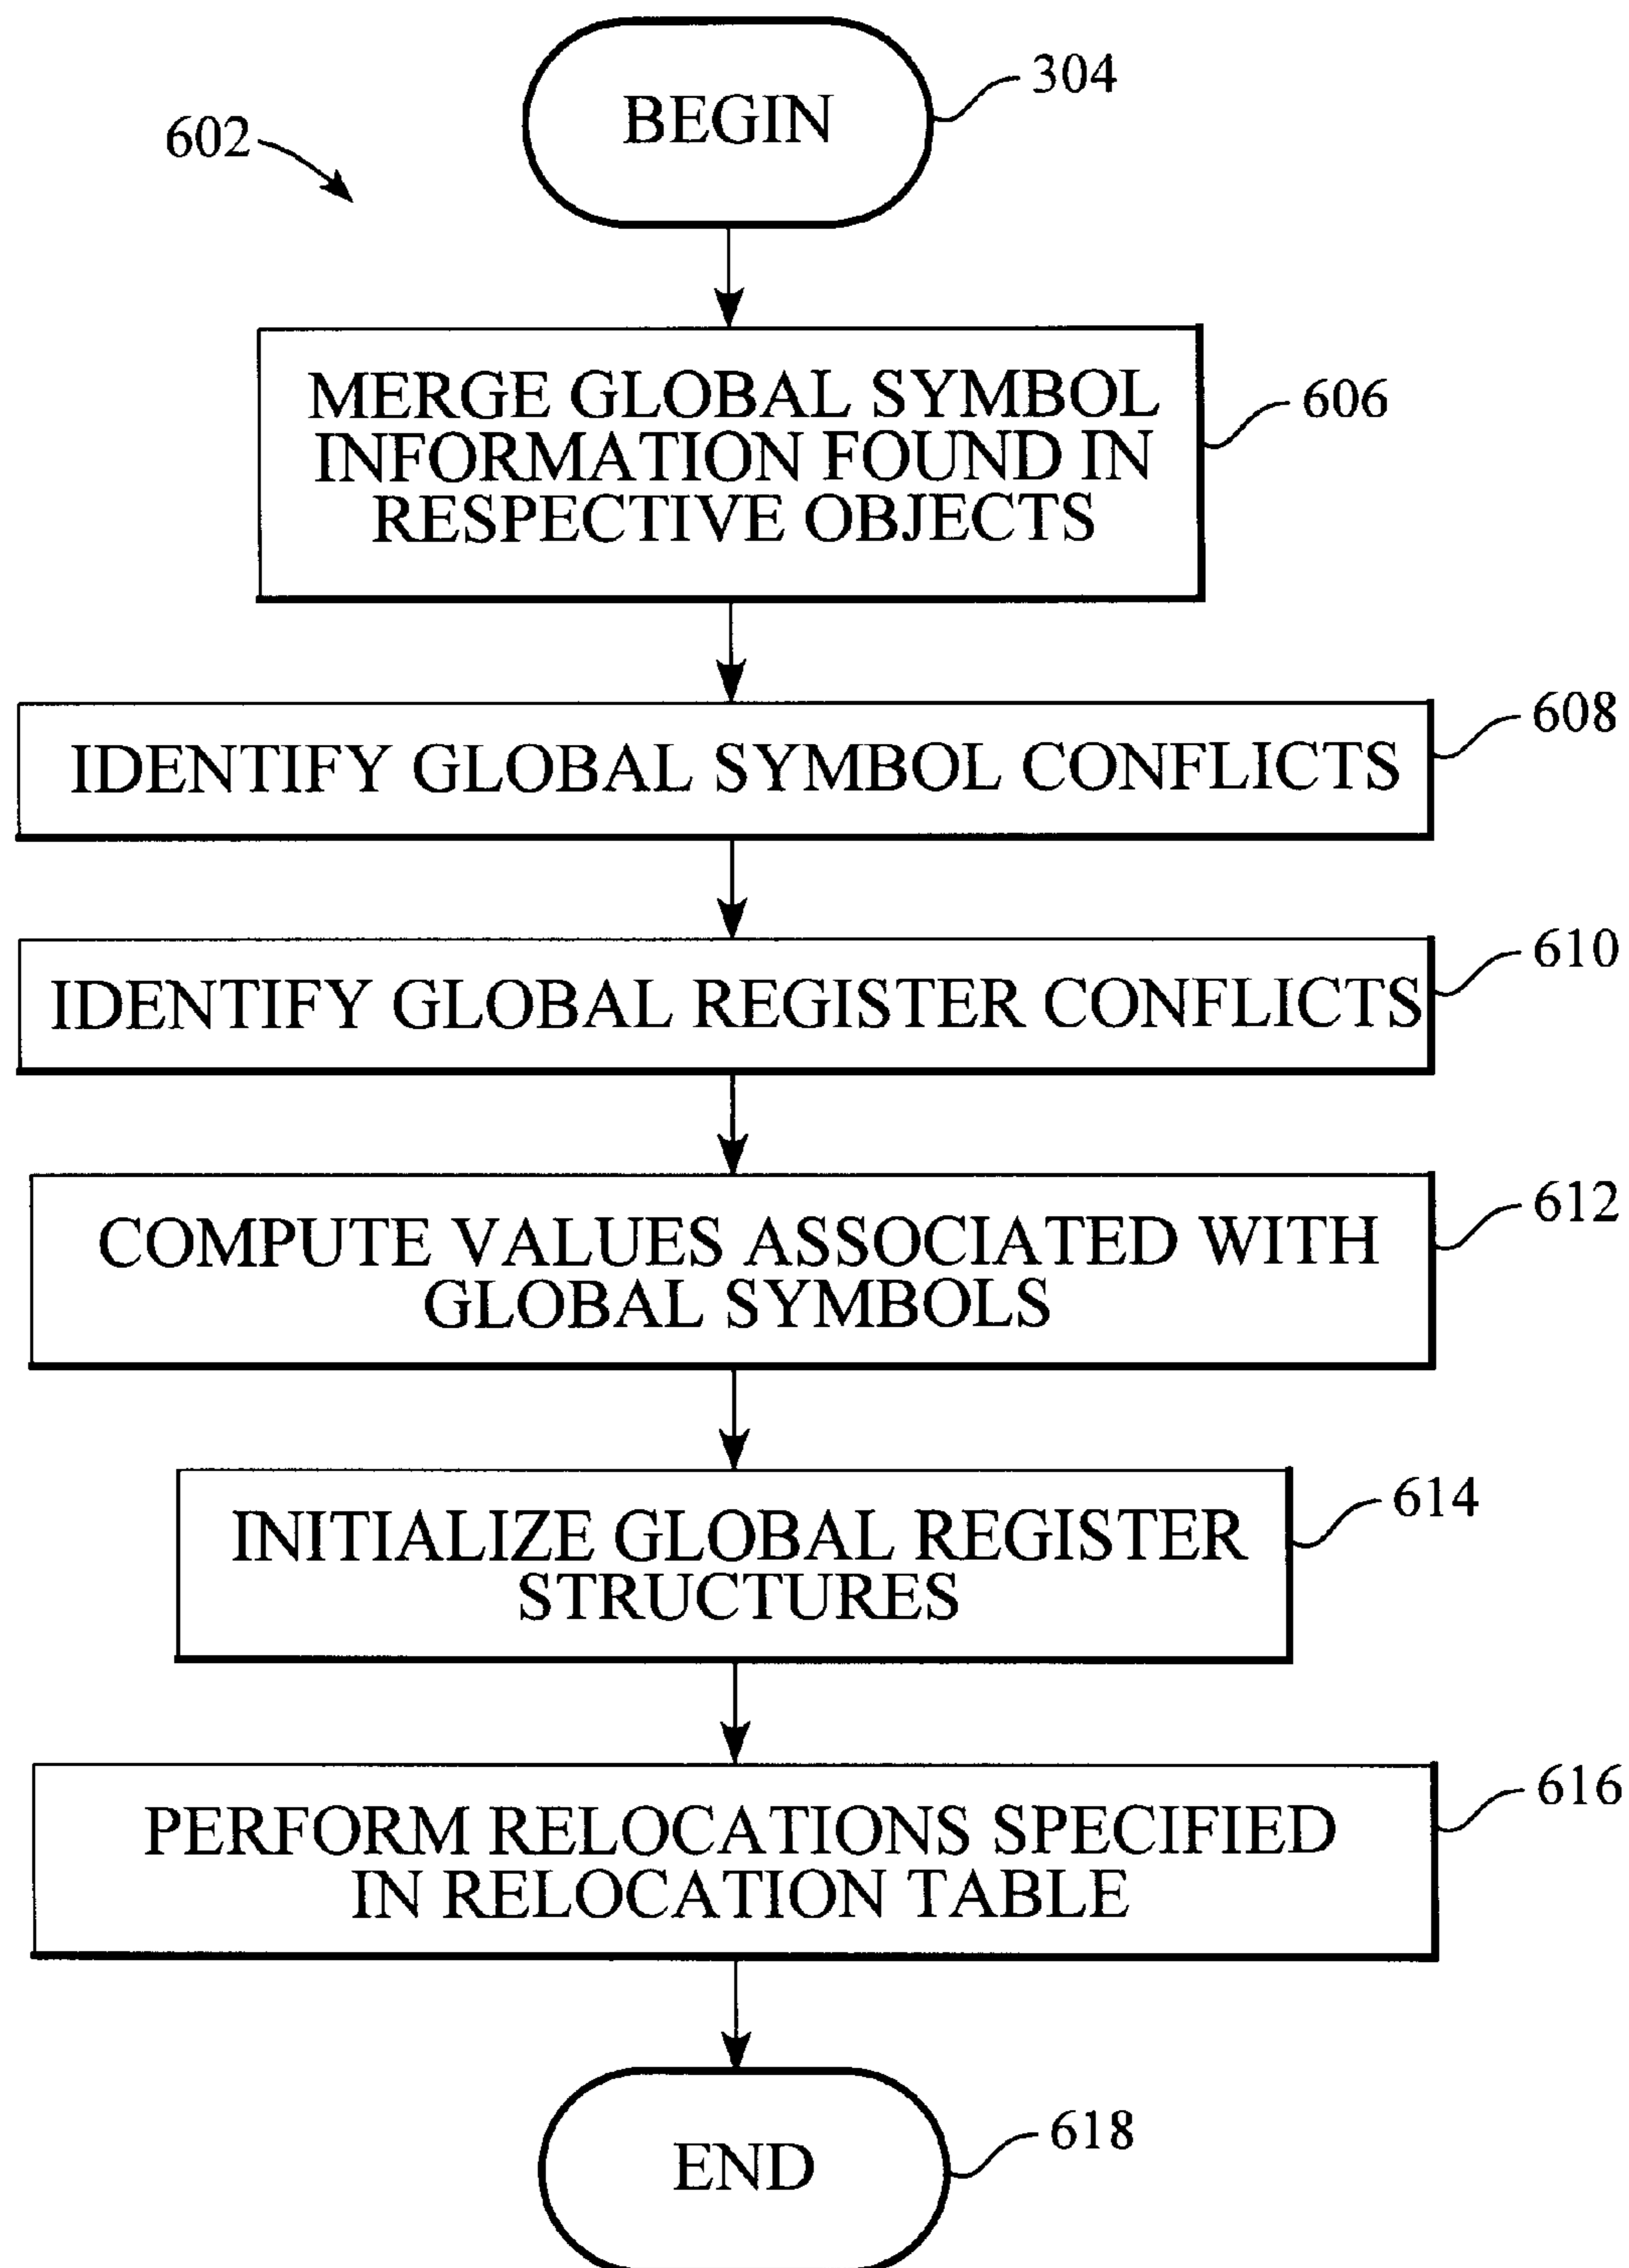 BEGIN
304
602
MERGE GLOBAL SYMBOL
INFORMATION FOUND IN
RESPECTIVE OBJECTS
606
IDENTIFY GLOBAL SYMBOL CONFLICTS
608
IDENTIFY GLOBAL REGISTER CONFLICTS
610
COMPUTE VALUES ASSOCIATED WITH
GLOBAL SYMBOLS
612
INITIALIZE GLOBAL REGISTER
STRUCTURES
614
PERFORM RELOCATIONS SPECIFIED
IN RELOCATION TABLE
616
END
618